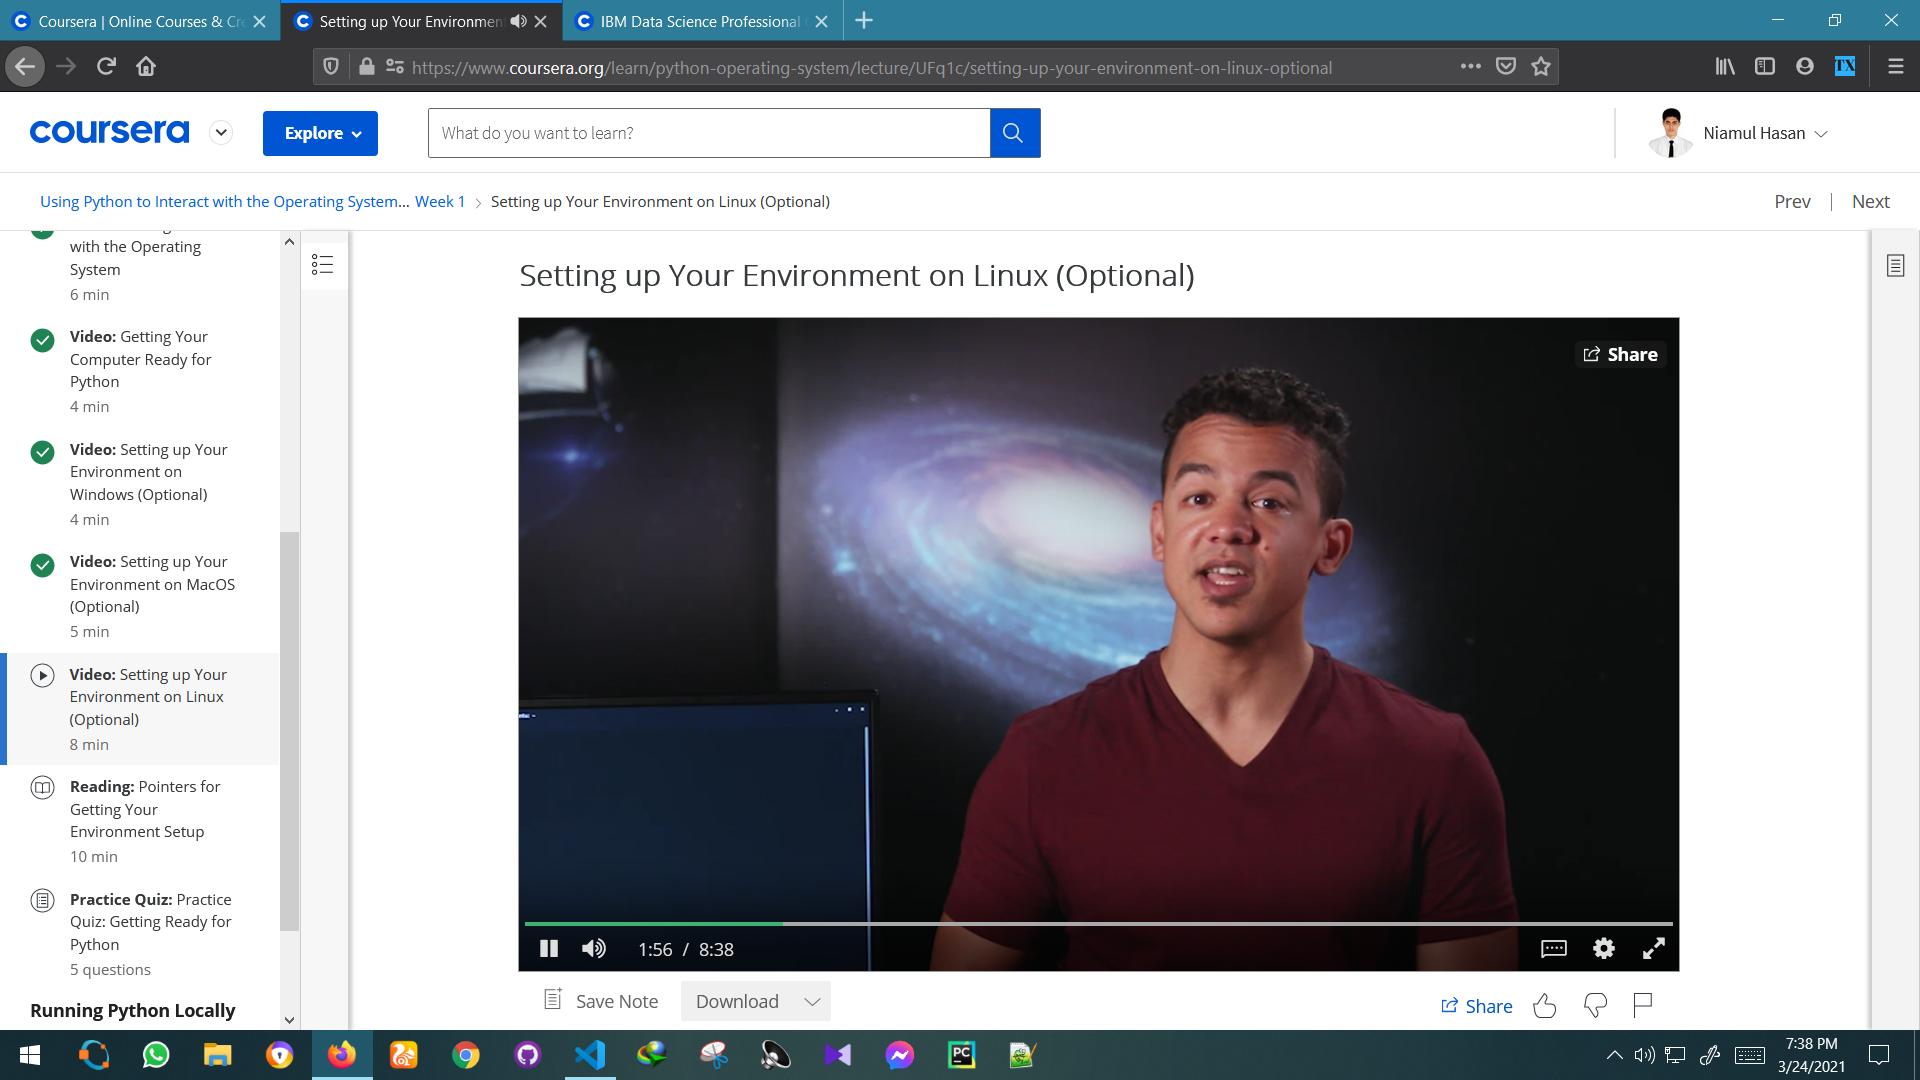 Coursera | Online Courses & Cre
Setting up Your Environmen
IBM Data Science Professional
https://www.coursera.org/learn/python-operating-system/lecture/UFq1c/setting-up-your-environment-on-linux-optional
TX
coursera
Explore
What do you want to learn?
Niamul Hasan
Using Python to Interact with the Operating System... Week 1 > Setting up Your Environment on Linux (Optional)
Prev | Next
with the Operating
System
6 min
Video: Getting Your
Computer Ready for
Python
4 min
Video: Setting up Your
Environment on
Windows (Optional)
4 min
Video: Setting up Your
Environment on MacOS
(Optional)
5 min
Video: Setting up Your
Environment on Linux
(Optional)
8 min
Reading: Pointers for
Getting Your
Environment Setup
10 min
Practice Quiz: Practice
Quiz: Getting Ready for
Python
5 questions
Running Python Locally
Setting up Your Environment on Linux (Optional)
Share
1:56 / 8:38
Save Note
Download
Share
PC
7:38 PM
3/24/2021